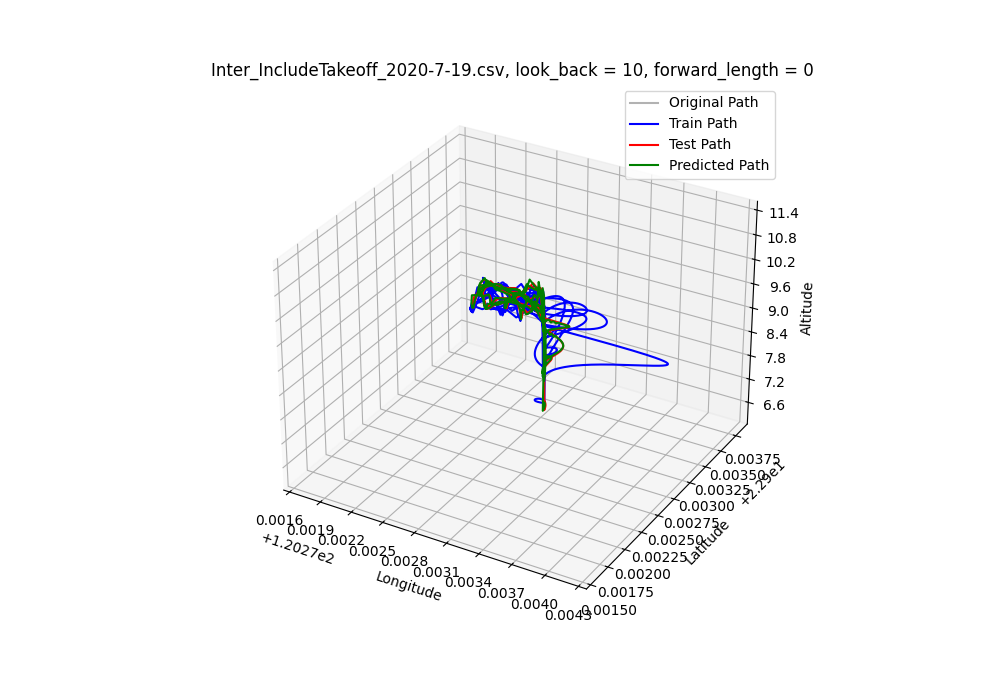 Inter_IncludeTakeoff_2020-7-19.csv, look_back = 10, forward_length = 0
Original Path
Train Path
Test Path
Predicted Path
11.4
10.8
10.2
9.6
9.0
8.4
7.8
7.2
6.6
Altitude
0.00375
0.00350
0.00325
0.00300
0.00275
0.00250
0.00225
0.00200
0.00175
0.00150
+2.29e1
Latitude
0.0016
0.0019
0.0022
0.0025
0.0028
0.0031
0.0034
0.0037
0.0040
0.0043
+1.2027e2
Longitude